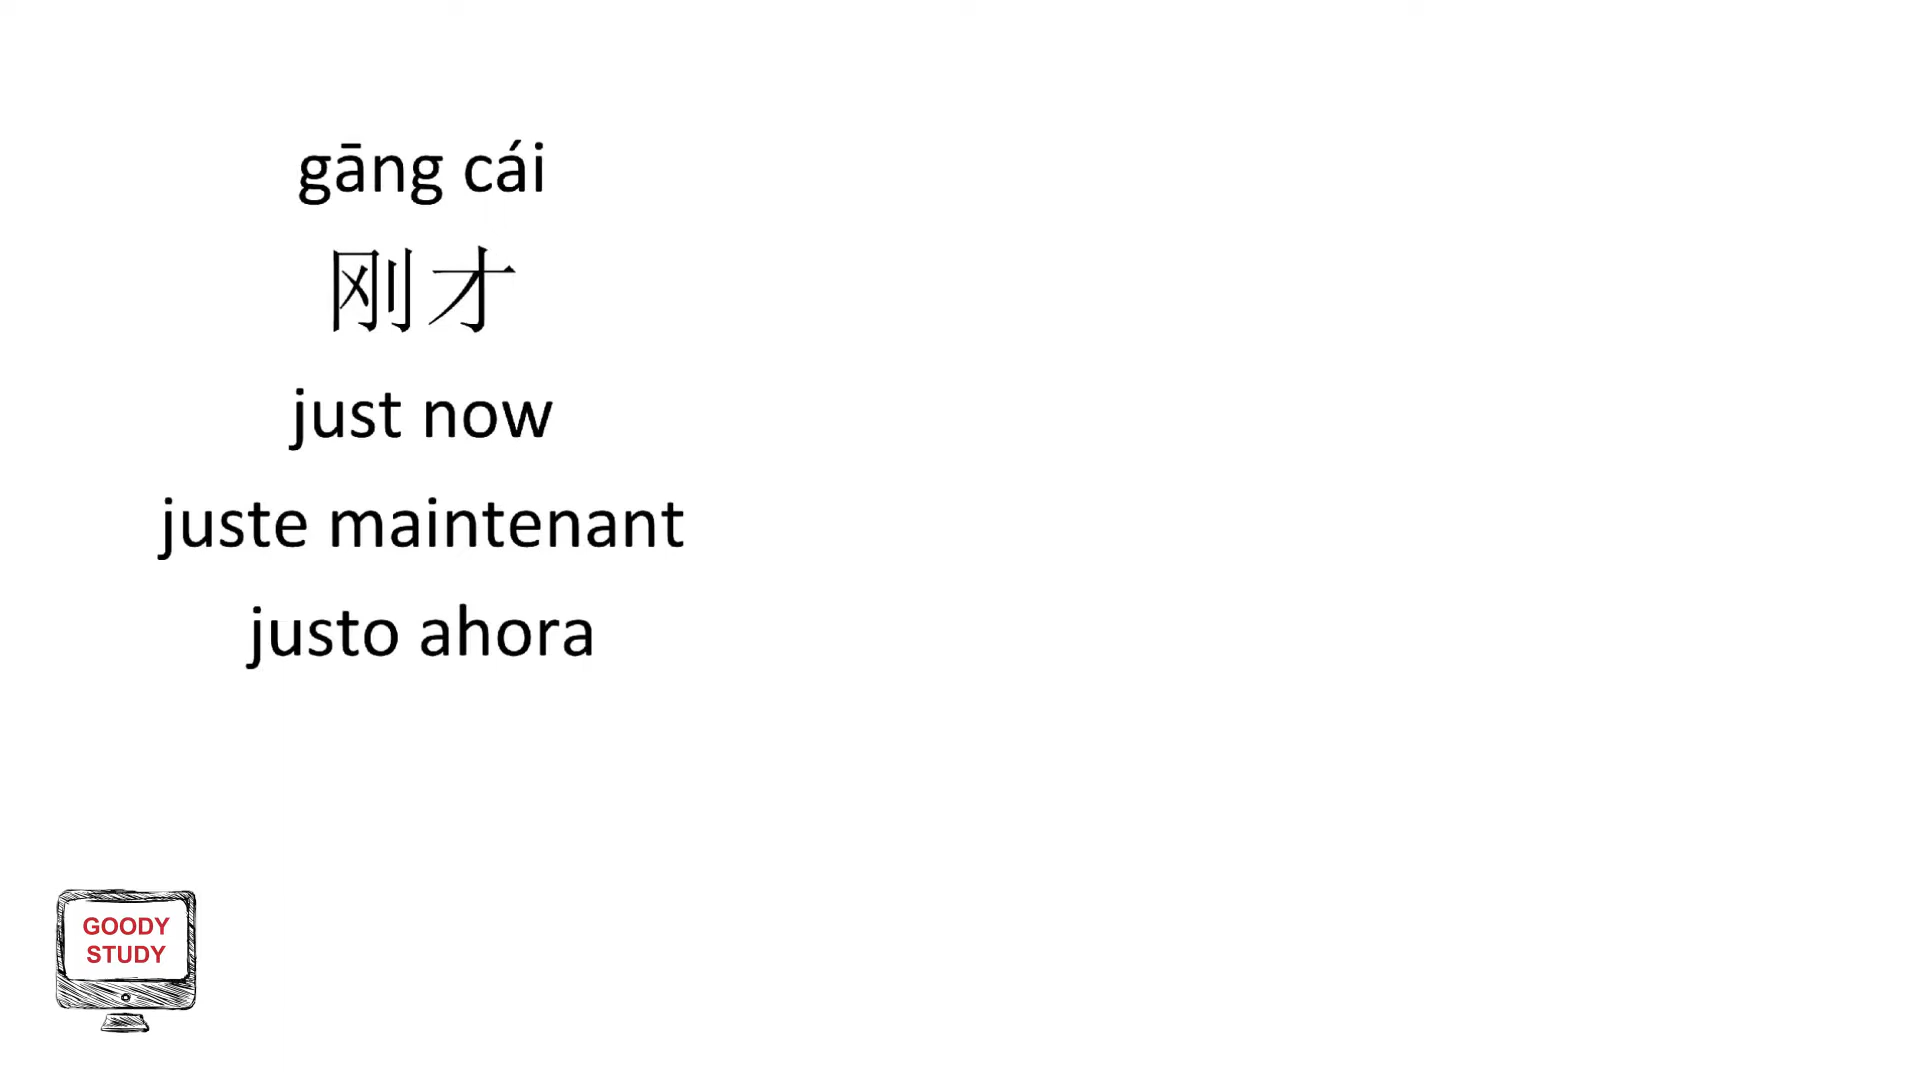 gāng cái
刚才
just now
juste maintenant
justo ahora
GOODY
STUDY